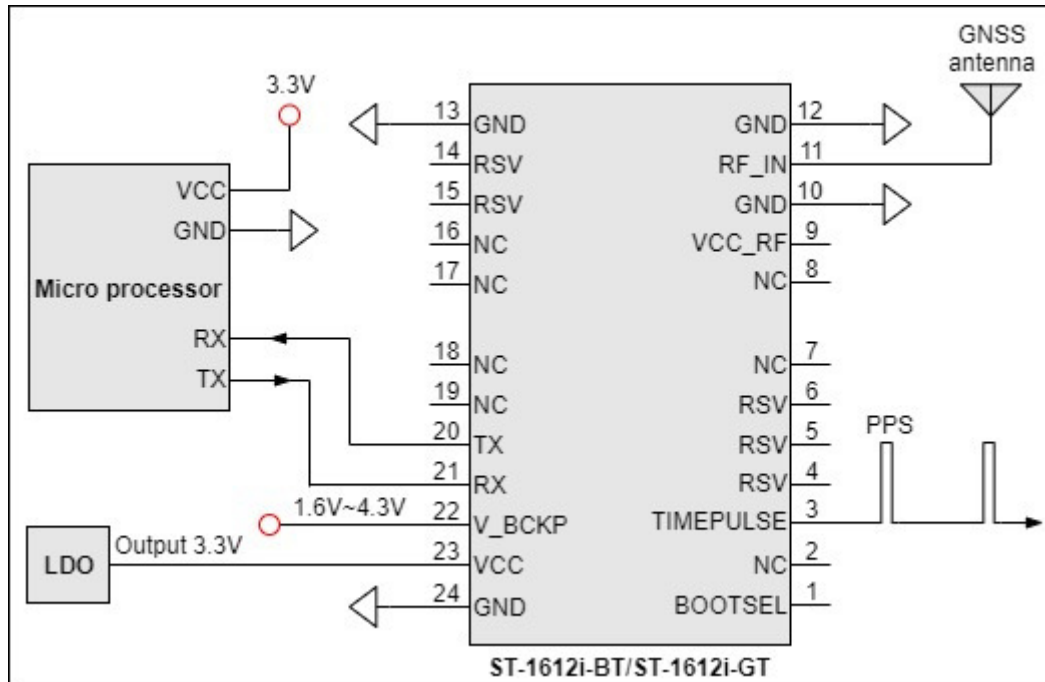 GNSS
antenna
3.3V
VCC
GND
Micro processor
RX
TX
13 GND
14 RSV
15 RSV
16 NC
17 NC
18 NC
19 NC
20 TX
21 RX
1.6V~4.3V
22 V_BCKP
LDO
Output 3.3V
23 VCC
24 GND
GND 12
RF_IN 11
GND 10
VCC_RF 9
NC 8
NC 7
RSV 6
RSV 5
RSV 4
PPS
TIMEPULSE 3
NC 2
BOOTSEL 1
ST-1612i-BT/ST-1612i-GT